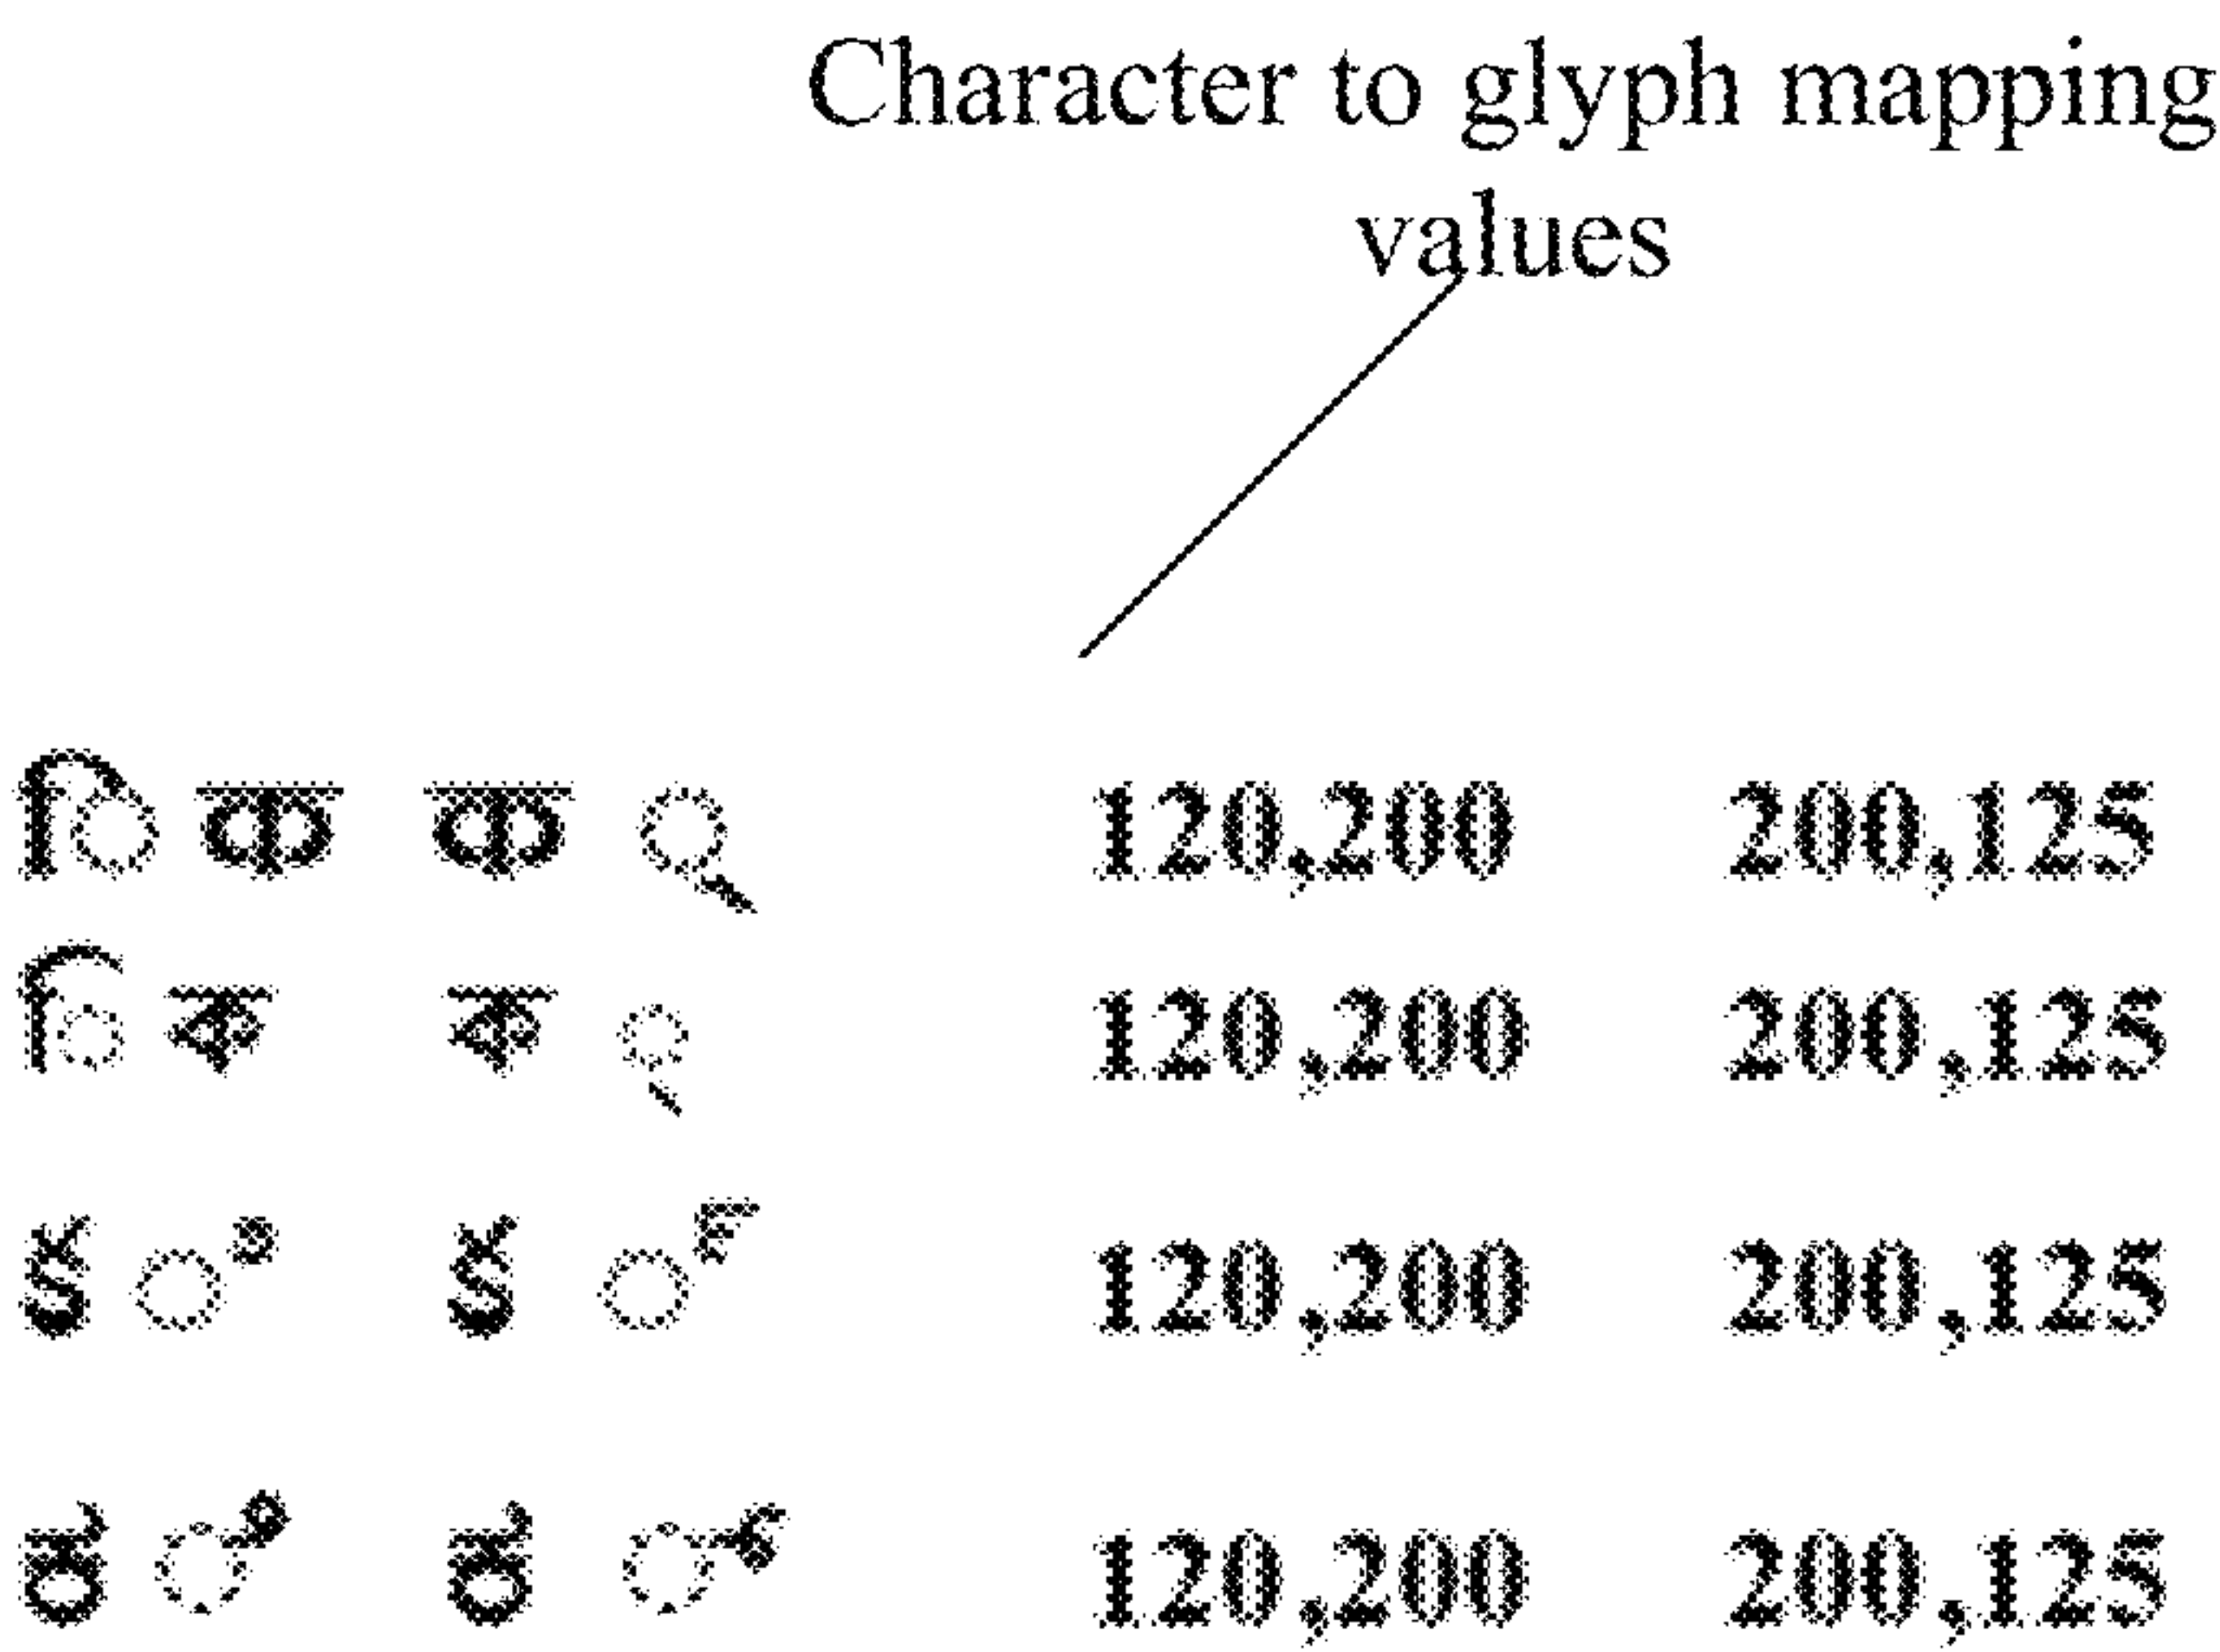 Character to glyph mapping
values
ि क क ् 120,200 200,125
ি ক ক ্ 120,200 200,125
క ి క ్ 120,200 200,125
ಕ ಿ ಕ ್ 120,200 200,125